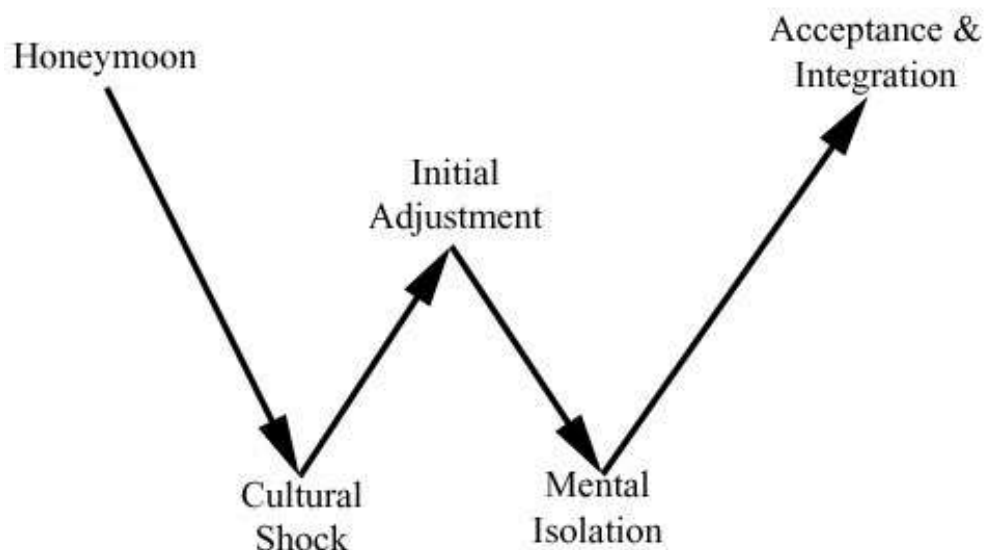 Honeymoon
Cultural
Shock
Initial
Adjustment
Mental
Isolation
Acceptance &
Integration